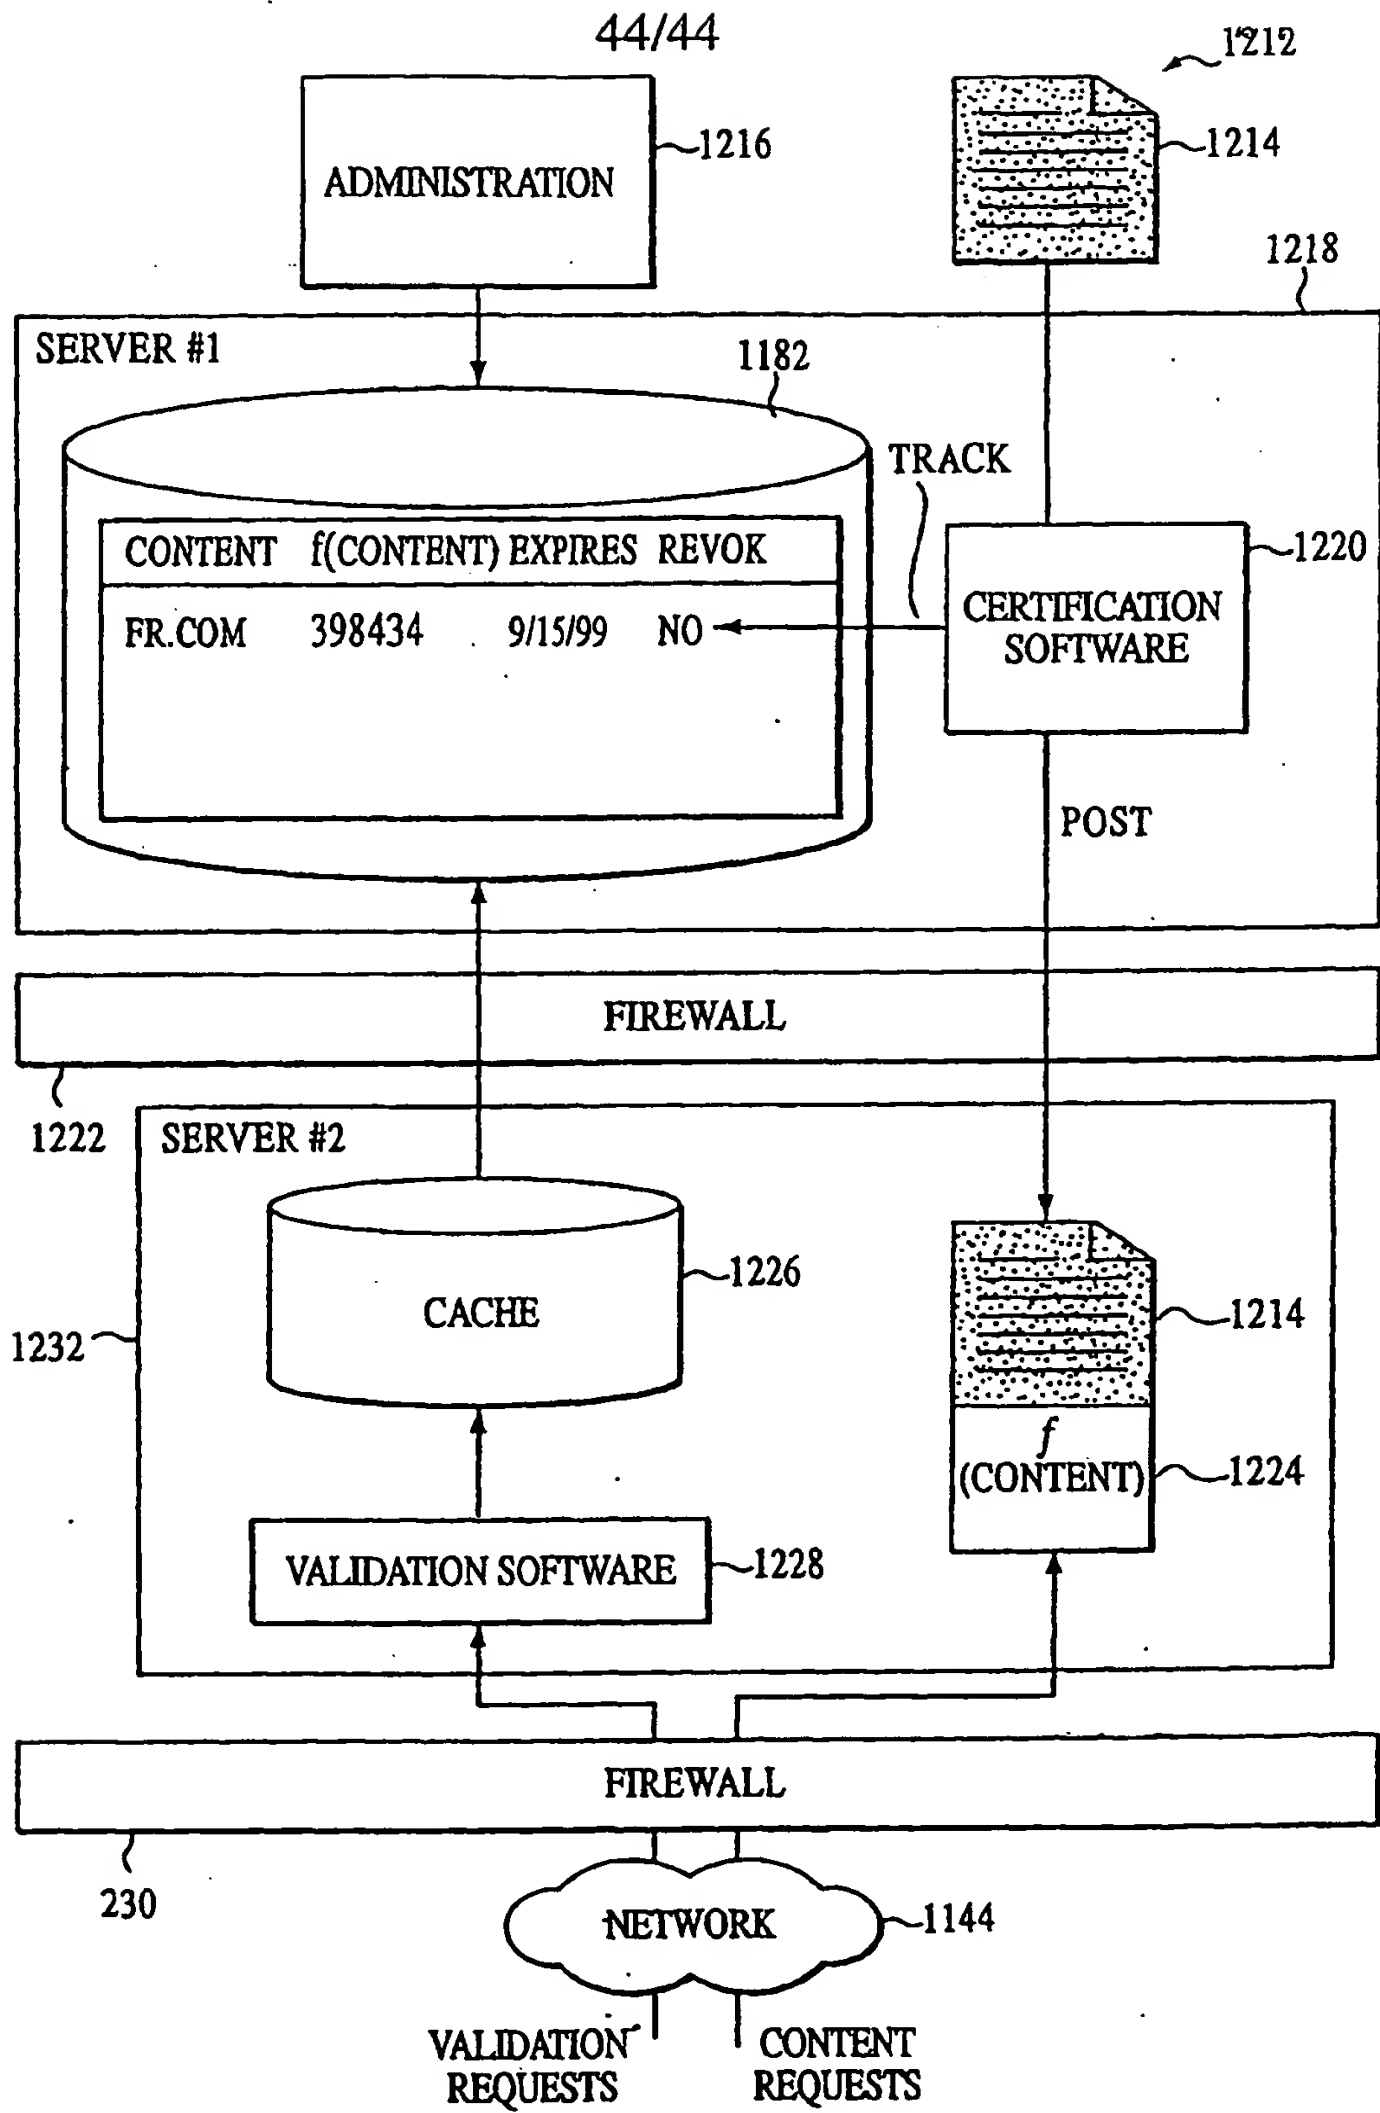 44/44
1212
ADMINISTRATION
1216
1214
1218
SERVER #1
1182
TRACK
CONTENT f(CONTENT) EXPIRES REVOK
1220
CERTIFICATION
SOFTWARE
FR.COM 398434 9/15/99 NO
POST
FIREWALL
1222
SERVER #2
1226
CACHE
1214
1232
f
(CONTENT)
1224
VALIDATION SOFTWARE
1228
FIREWALL
230
NETWORK
1144
VALIDATION
REQUESTS
CONTENT
REQUESTS